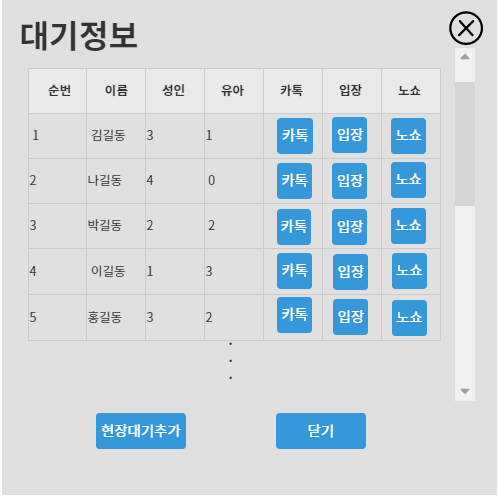 대기정보
순번 이름 성인 유아 카톡 입장 노쇼
1 김길동 3 1 카톡 입장 노쇼
2 나길동 4 0 카톡 입장 노쇼
3 박길동 2 2 카톡 입장 노쇼
4 이길동 1 3 카톡 입장 노쇼
5 홍길동 3 2 카톡 입장 노쇼
.
.
.
현장대기추가 닫기